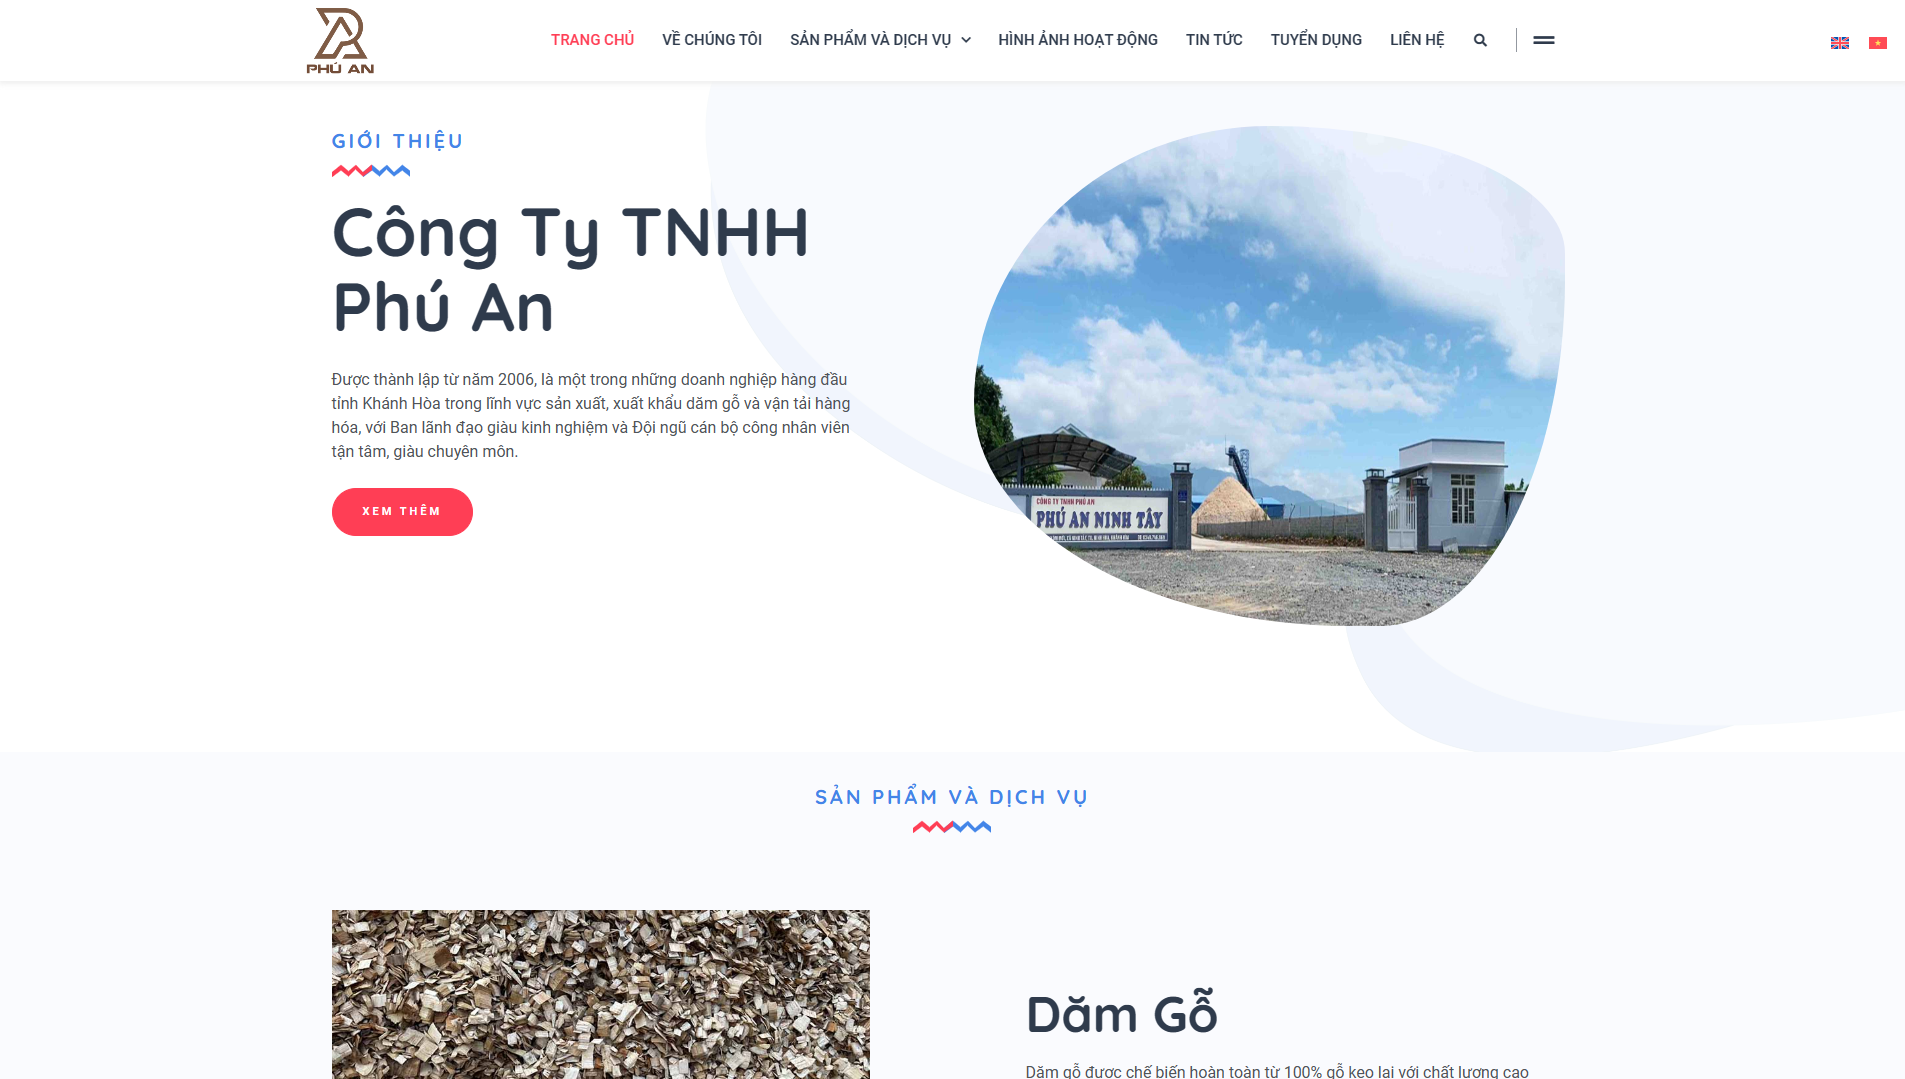 PHÚ AN
TRANG CHỦ
VỀ CHÚNG TÔI
SẢN PHẨM VÀ DỊCH VỤ
HÌNH ẢNH HOẠT ĐỘNG
TIN TỨC
TUYỂN DỤNG
LIÊN HỆ
GIỚI THIỆU
Công Ty TNHH
Phú An
Được thành lập từ năm 2006, là một trong những doanh nghiệp hàng đầu
tỉnh Khánh Hòa trong lĩnh vực sản xuất, xuất khẩu dăm gỗ và vận tải hàng
hóa, với Ban lãnh đạo giàu kinh nghiệm và Đội ngũ cán bộ công nhân viên
tận tâm, giàu chuyên môn.
XEM THÊM
CÔNG TY TNHH PHÚ AN
PHÚ AN NINH TÂY
SẢN PHẨM VÀ DỊCH VỤ
Dăm Gỗ
Dăm gỗ được chế biến hoàn toàn từ 100% gỗ keo lai với chất lượng cao